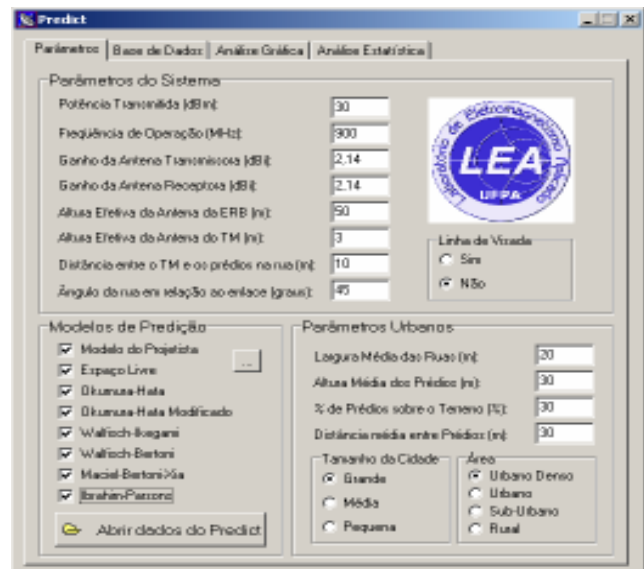 Predict
Parâmetros Base de Dados Análise Gráfica Análise Estatística
Parâmetros do Sistema
Potência Transmitida (dBm): 30
Freqüência de Operação (MHz): 900
Ganho da Antena Transmissora (dBi): 2,14
Ganho da Antena Receptora (dBi): 2,14
Altura Efetiva da Antena da ERB (m): 50
Altura Efetiva da Antena do TM (m): 3
Distância entre o TM e os prédios na rua (m): 10
Ângulo da rua em relação ao enlace (graus): 45
Laboratório de Eletromagnetismo Aplicado
LEA
UFPA
Linha de Visada
Sim
Não
Modelos de Predição
Modelo do Projetista
...
Espaço Livre
Okumura-Hata
Okumura-Hata Modificado
Walfisch-Ikegami
Walfisch-Bertoni
Maciel-Bertoni-Xia
Ibrahim-Parsons
Abrir dados do Predict
Parâmetros Urbanos
Largura Média das Ruas (m): 20
Altura Média dos Prédios (m): 30
% de Prédios sobre o Terreno (%): 30
Distância média entre Prédios (m): 30
Tamanho da Cidade
Grande
Média
Pequena
Área
Urbano Denso
Urbano
Sub-Urbano
Rural